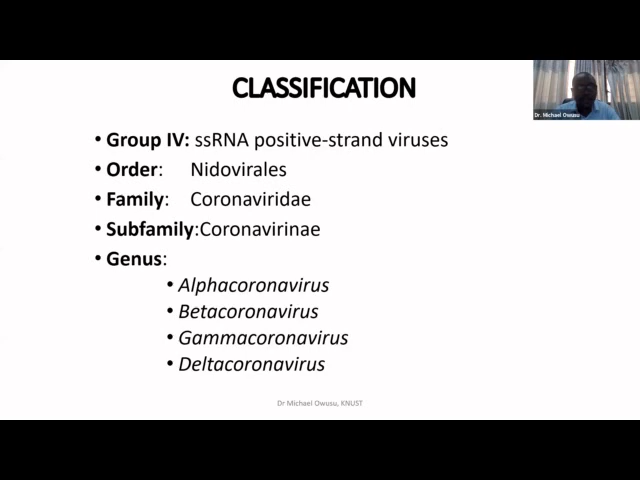 CLASSIFICATION
• Group IV: ssRNA positive-strand viruses
• Order: Nidovirales
• Family: Coronaviridae
• Subfamily:Coronavirinae
• Genus:
• Alphacoronavirus
• Betacoronavirus
• Gammacoronavirus
• Deltacoronavirus
Dr Michael Owusu, KNUST
Dr. Michael Owusu